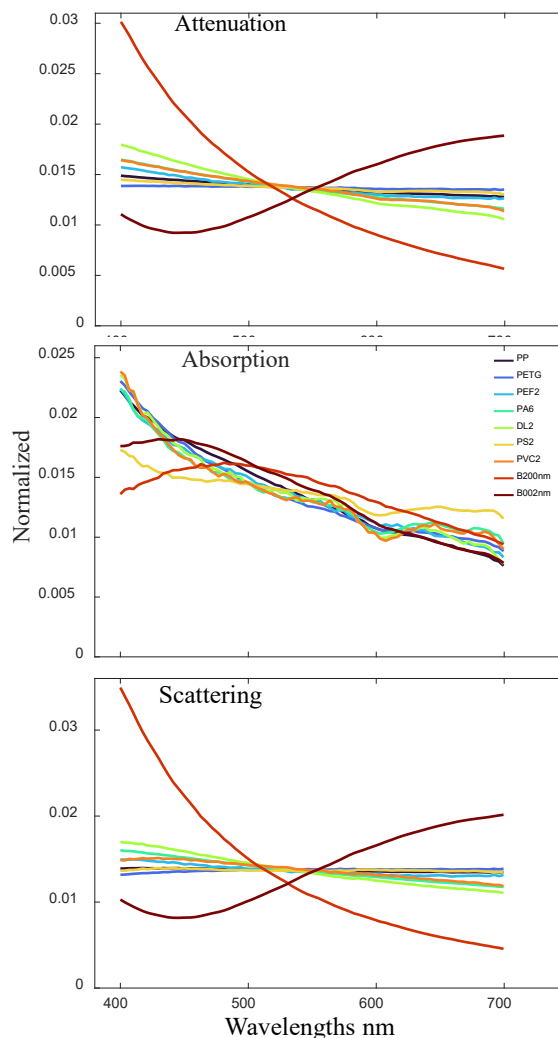 Attenuation
0.03
0.025
0.02
0.015
0.01
0.005
0
Absorption
0.025
0.02
0.015
0.01
0.005
0
PP
PETG
PEF2
PA6
DL2
PS2
PVC2
B200nm
B002nm
Normalized
Scattering
0.03
0.02
0.01
0
400 500 600 700
Wavelengths nm